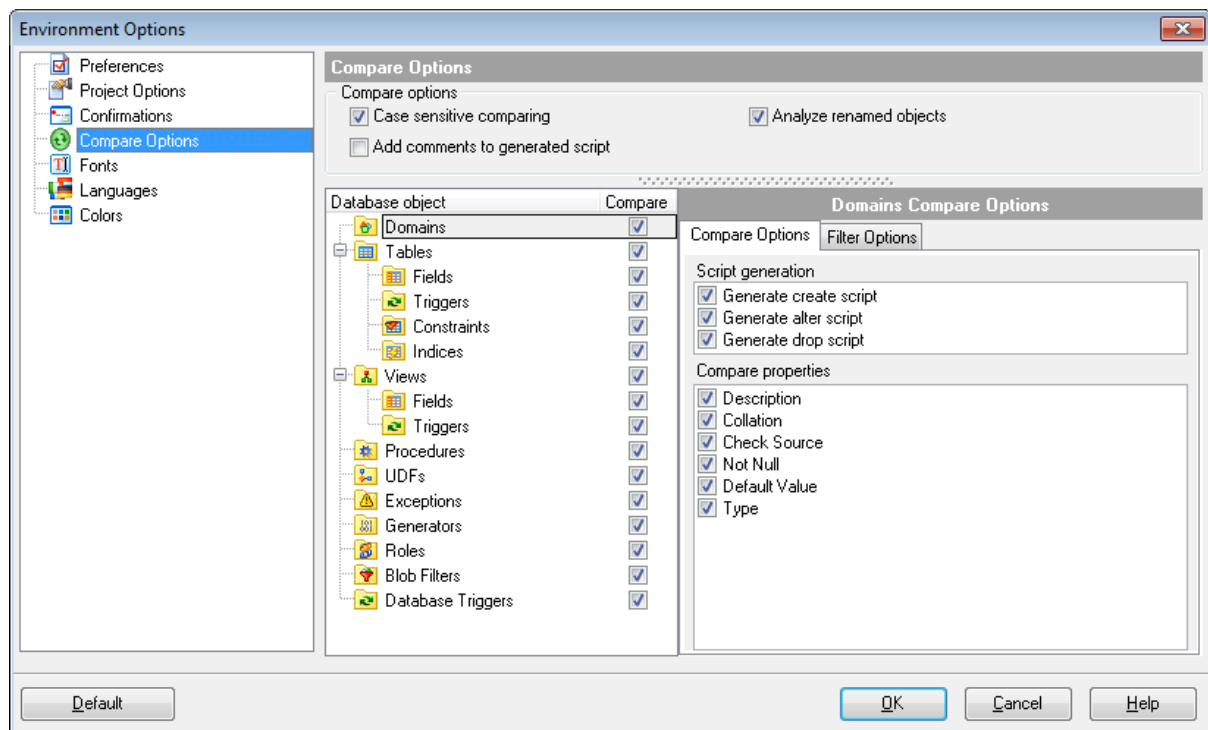 Environment Options
Preferences
Project Options
Confirmations
Compare Options
Fonts
Languages
Colors
Compare Options
Compare options
Case sensitive comparing
Analyze renamed objects
Add comments to generated script
Database object Compare
Domains
Tables
Fields
Triggers
Constraints
Indices
Views
Fields
Triggers
Procedures
UDFs
Exceptions
Generators
Roles
Blob Filters
Database Triggers
Domains Compare Options
Compare Options Filter Options
Script generation
Generate create script
Generate alter script
Generate drop script
Compare properties
Description
Collation
Check Source
Not Null
Default Value
Type
Default OK Cancel Help